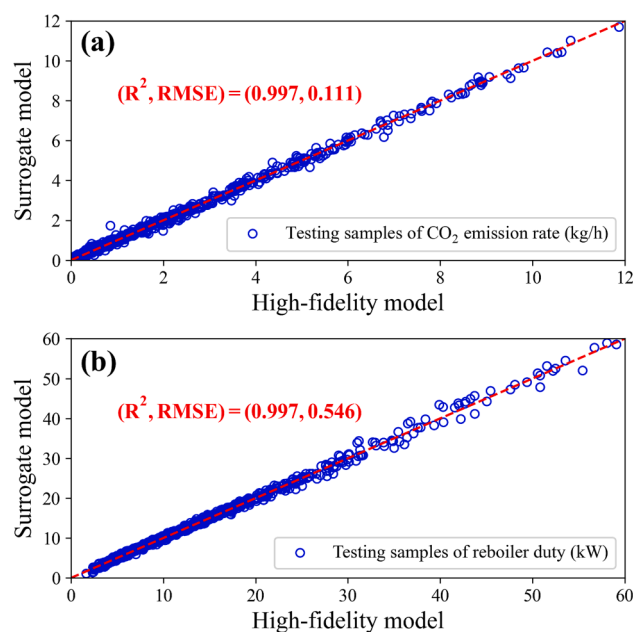 (a)
(R², RMSE) = (0.997, 0.111)
12
10
8
6
4
2
0
Surrogate model
Testing samples of CO₂ emission rate (kg/h)
0 2 4 6 8 10 12
High-fidelity model
(b)
(R², RMSE) = (0.997, 0.546)
60
50
40
30
20
10
0
Surrogate model
Testing samples of reboiler duty (kW)
0 10 20 30 40 50 60
High-fidelity model